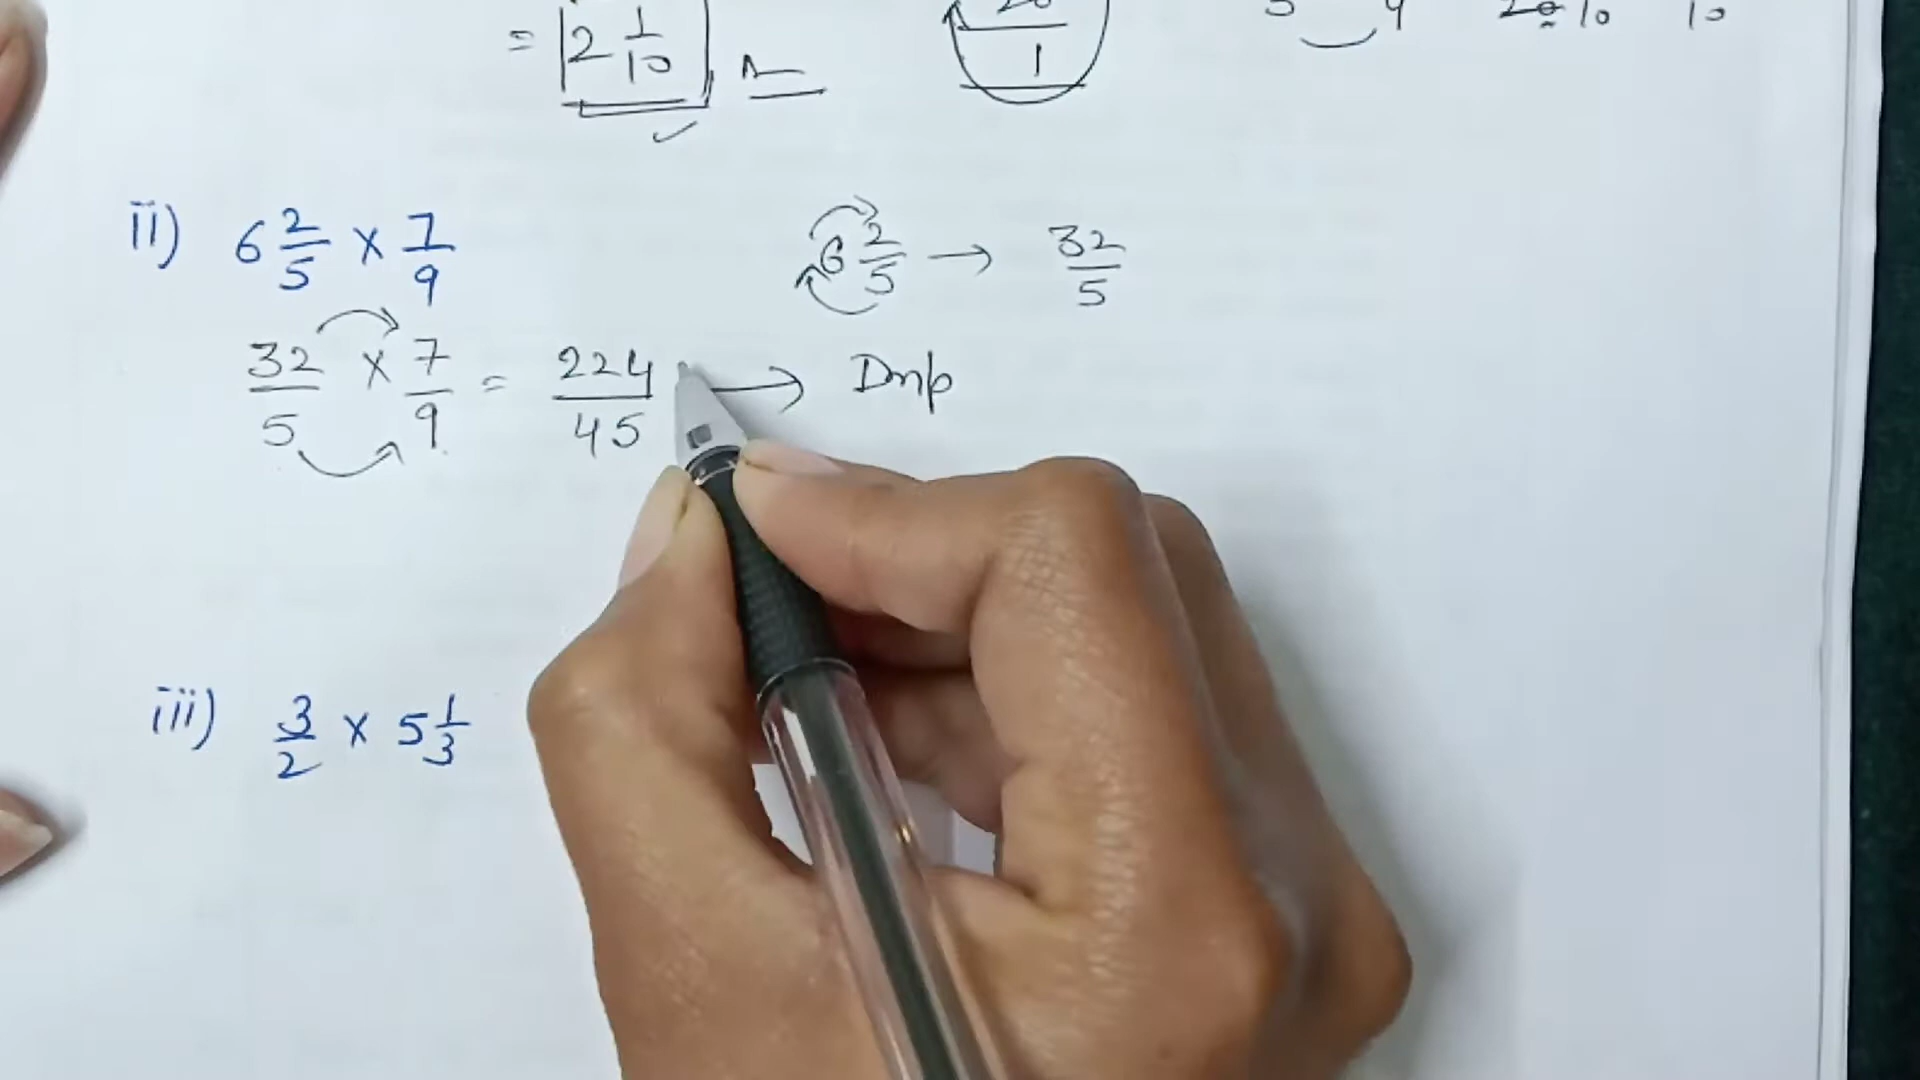 = 2 1/10
1
ii) 6 2/5 x 7/9
6 2/5 → 32/5
32/5 x 7/9 = 224/45 → Dnp
iii) 3/2 x 5 1/3